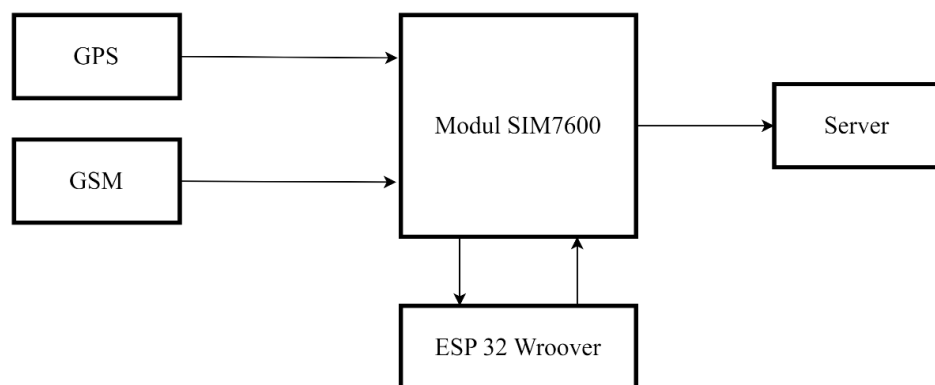 GPS
GSM
Modul SIM7600
Server
ESP 32 Wroover